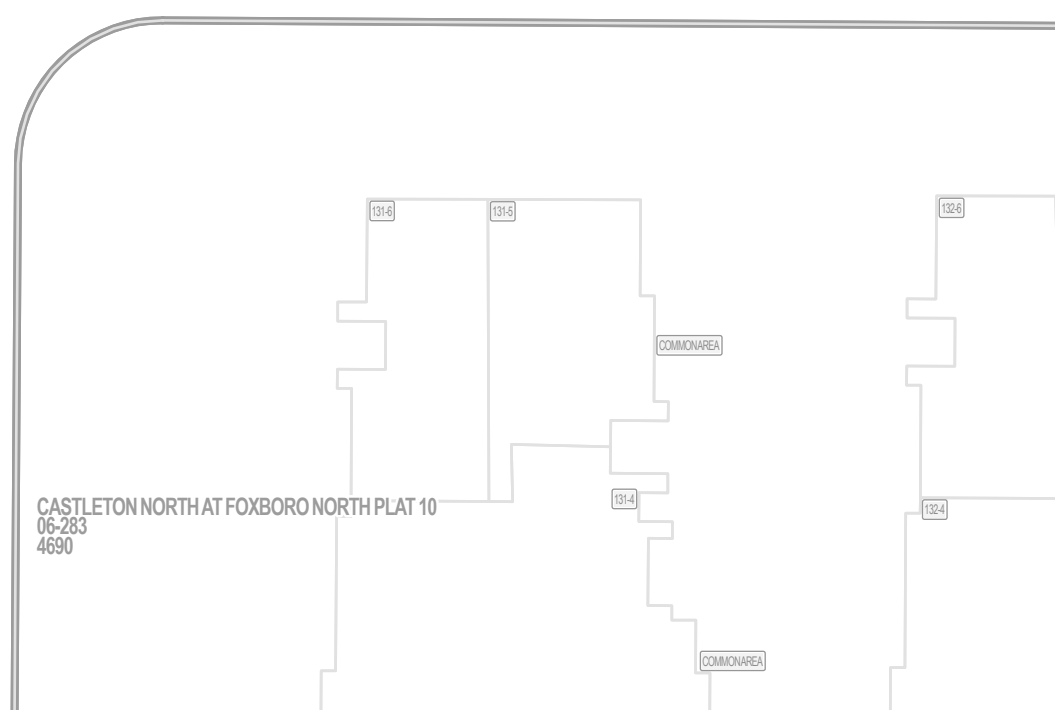 131-6
131-5
132-6
COMMONAREA
131-4
132-4
CASTLETON NORTH AT FOXBORO NORTH PLAT 10
06-283
4690
COMMONAREA